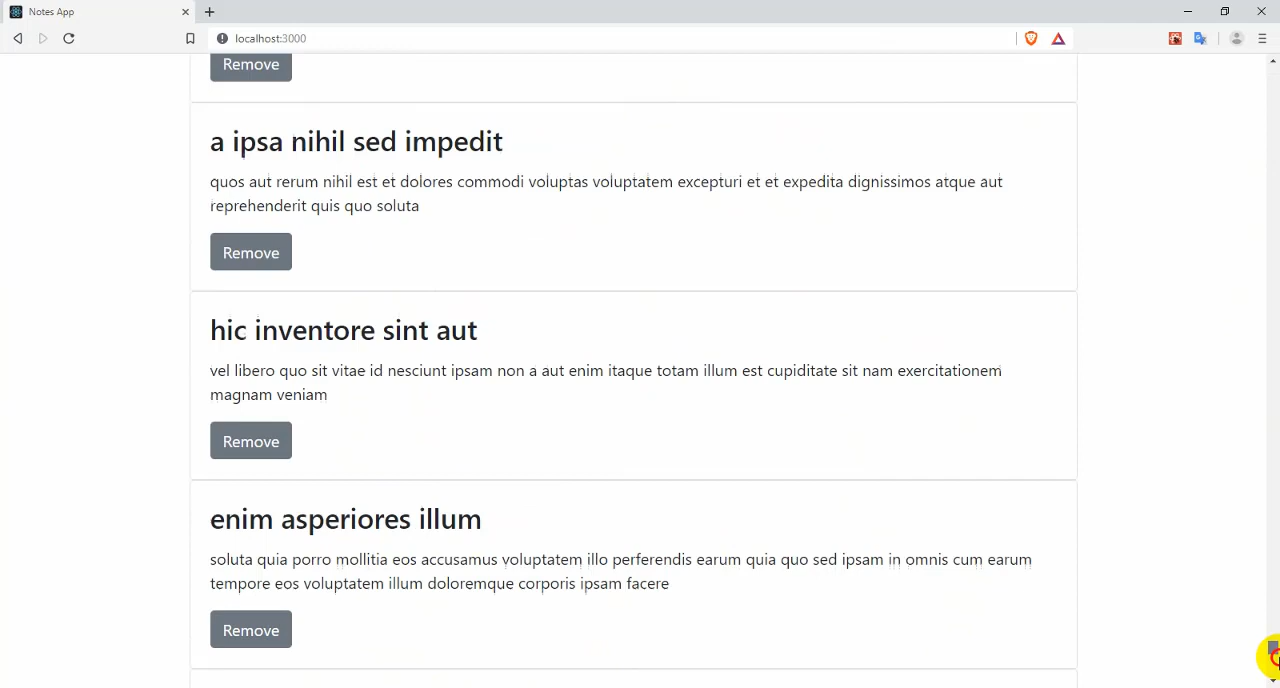 Notes App
localhost:3000
Remove
a ipsa nihil sed impedit
quos aut rerum nihil est et dolores commodi voluptas voluptatem excepturi et et expedita dignissimos atque aut
reprehenderit quis quo soluta
Remove
hic inventore sint aut
vel libero quo sit vitae id nesciunt ipsam non a aut enim itaque totam illum est cupiditate sit nam exercitationem
magnam veniam
Remove
enim asperiores illum
soluta quia porro mollitia eos accusamus voluptatem illo perferendis earum quia quo sed ipsam in omnis cum earum
tempore eos voluptatem illum doloremque corporis ipsam facere
Remove